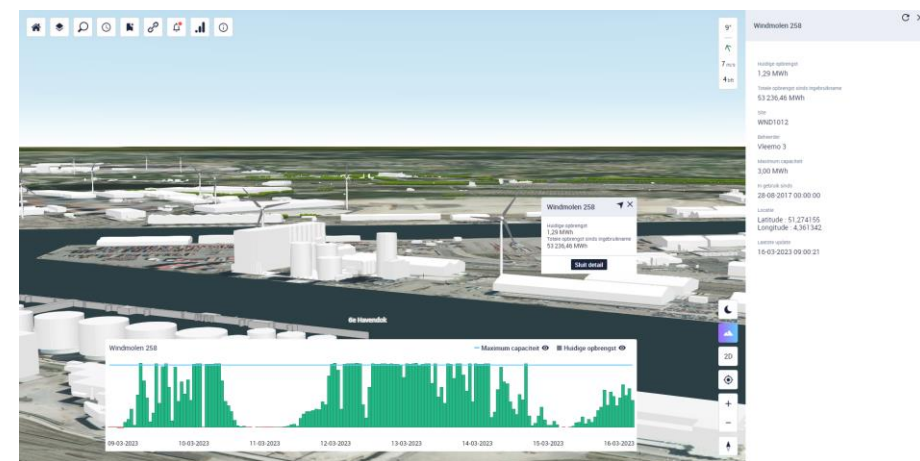 9°
7 m/s
4 bft
Windmolen 258
Huidige opbrengst
1,29 MWh
Totale opbrengst sinds ingebruikname
53 236,46 MWh
Sluit detail
6e Havendok
2D
+
−
Windmolen 258
Maximum capaciteit
Huidige opbrengst
09-03-2023
10-03-2023
11-03-2023
12-03-2023
13-03-2023
14-03-2023
15-03-2023
16-03-2023
Windmolen 258
Huidige opbrengst
1,29 MWh
Totale opbrengst sinds ingebruikname
53 236,46 MWh
Site
WND1012
Beheerder
Vleemo 3
Maximum capaciteit
3,00 MWh
In gebruik sinds
28-08-2017 00:00:00
Locatie
Latitude : 51,274155
Longitude : 4,361342
Laatste update
16-03-2023 09:00:21